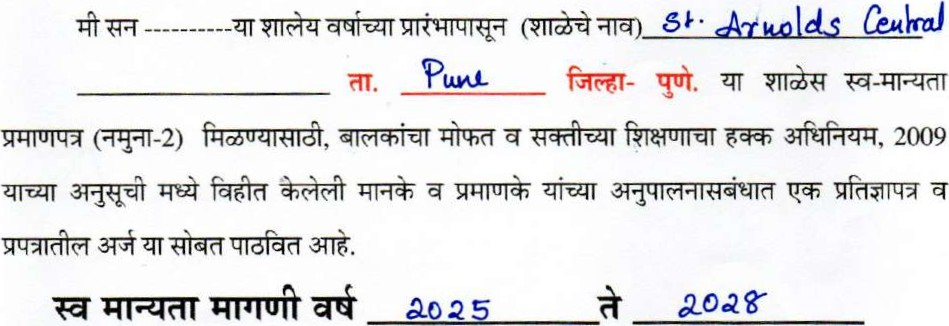 मी सन -----------या शालेय वर्षाच्या प्रारंभापासून (शाळेचे नाव) St. Arnolds Central
ता. Pune जिल्हा- पुणे. या शाळेस स्व-मान्यता
प्रमाणपत्र (नमुना-2) मिळण्यासाठी, बालकांचा मोफत व सक्तीच्या शिक्षणाचा हक्क अधिनियम, 2009
याच्या अनुसूची मध्ये विहीत केलेली मानके व प्रमाणके यांच्या अनुपालनासबंधात एक प्रतिज्ञापत्र व
प्रपत्रातील अर्ज या सोबत पाठवित आहे.
स्व मान्यता मागणी वर्ष 2025 ते 2028